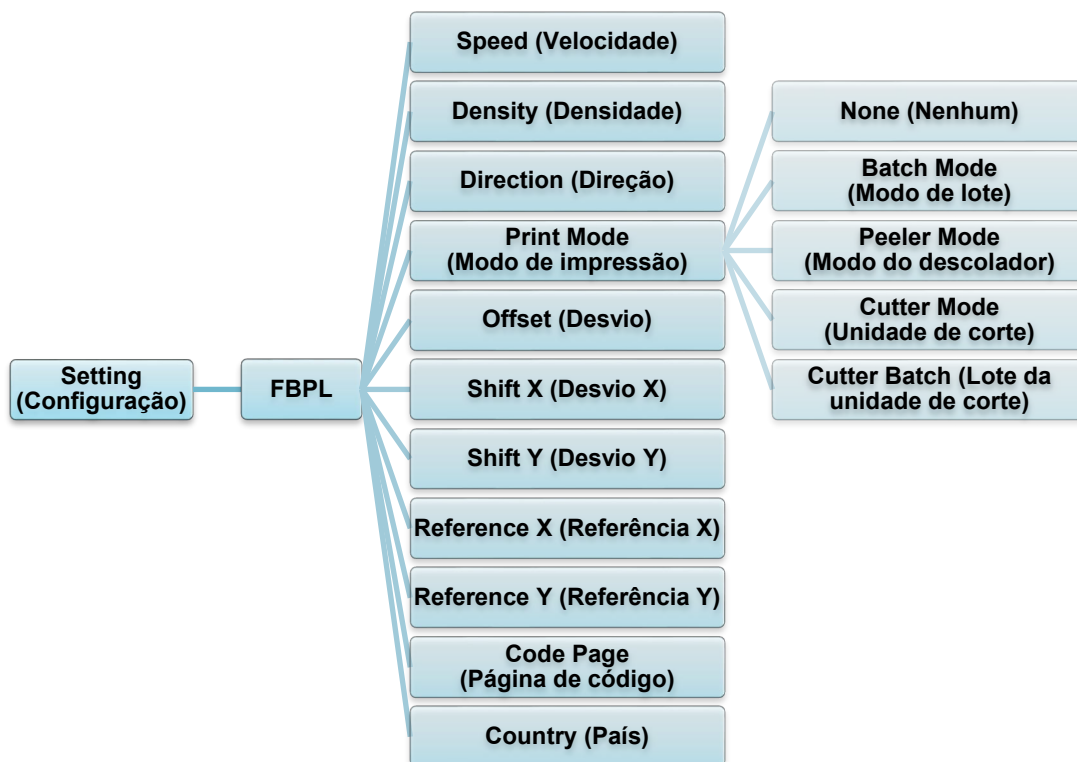 Setting
(Configuração)
FBPL
Speed (Velocidade)
Density (Densidade)
Direction (Direção)
Print Mode
(Modo de impressão)
Offset (Desvio)
Shift X (Desvio X)
Shift Y (Desvio Y)
Reference X (Referência X)
Reference Y (Referência Y)
Code Page
(Página de código)
Country (País)
None (Nenhum)
Batch Mode
(Modo de lote)
Peeler Mode
(Modo do descolador)
Cutter Mode
(Unidade de corte)
Cutter Batch (Lote da
unidade de corte)